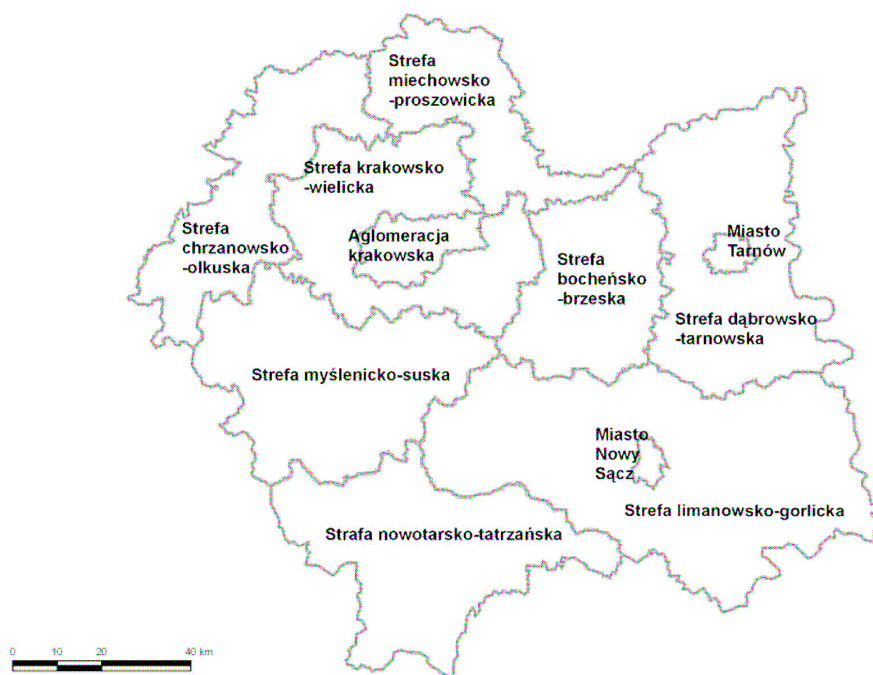 Strefa
miechowsko
-proszowicka
Strefa krakowsko
-wielicka
Strefa
chrzanowsko
-olkuska
Aglomeracja
krakowska
Strefa
bocheńsko
-brzeska
Miasto
Tarnów
Strefa dąbrowsko
-tarnowska
Strefa myślenicko-suska
Miasto
Nowy
Sącz
Strefa limanowsko-gorlicka
Strafa nowotarsko-tatrzańska
0 10 20 40 km